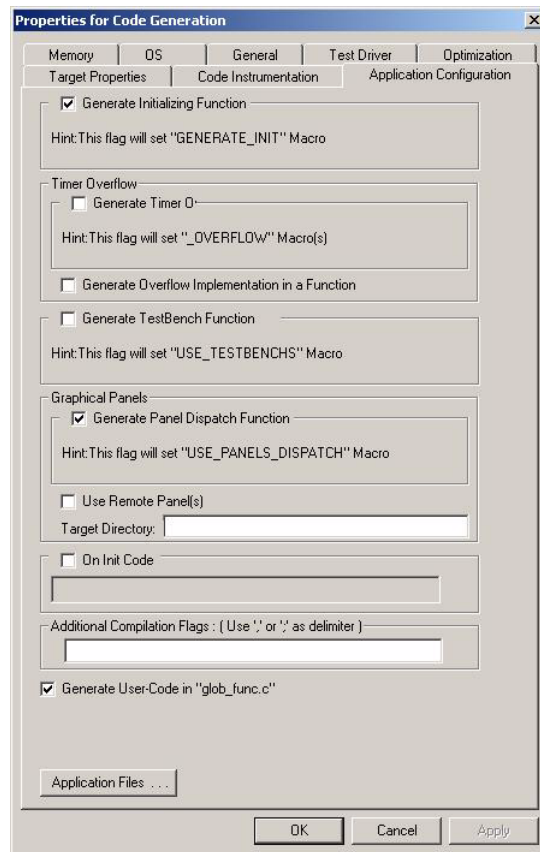 Properties for Code Generation
Memory OS General Test Driver Optimization
Target Properties Code Instrumentation Application Configuration
Generate Initializing Function
Hint:This flag will set "GENERATE_INIT" Macro
Timer Overflow
Generate Timer O
Hint:This flag will set "_OVERFLOW" Macro(s)
Generate Overflow Implementation in a Function
Generate TestBench Function
Hint:This flag will set "USE_TESTBENCHS" Macro
Graphical Panels
Generate Panel Dispatch Function
Hint:This flag will set "USE_PANELS_DISPATCH" Macro
Use Remote Panel(s)
Target Directory:
On Init Code
Additional Compilation Flags : ( Use ',' or ';' as delimiter )
Generate User-Code in "glob_func.c"
Application Files . . .
OK Cancel Apply